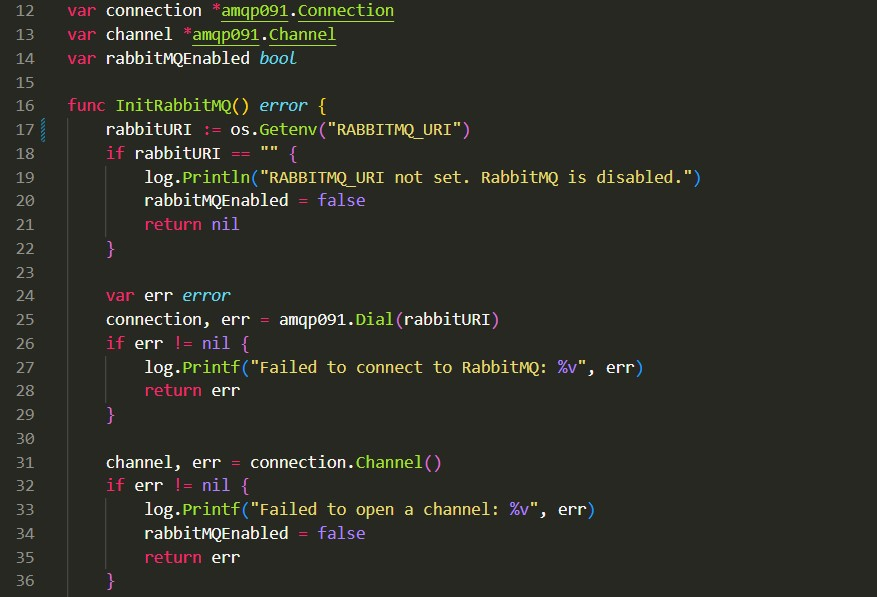 12 var connection *amqp091.Connection
13 var channel *amqp091.Channel
14 var rabbitMQEnabled bool
15
16 func InitRabbitMQ() error {
17     rabbitURI := os.Getenv("RABBITMQ_URI")
18     if rabbitURI == "" {
19         log.Println("RABBITMQ_URI not set. RabbitMQ is disabled.")
20         rabbitMQEnabled = false
21         return nil
22     }
23
24     var err error
25     connection, err = amqp091.Dial(rabbitURI)
26     if err != nil {
27         log.Printf("Failed to connect to RabbitMQ: %v", err)
28         return err
29     }
30
31     channel, err = connection.Channel()
32     if err != nil {
33         log.Printf("Failed to open a channel: %v", err)
34         rabbitMQEnabled = false
35         return err
36     }